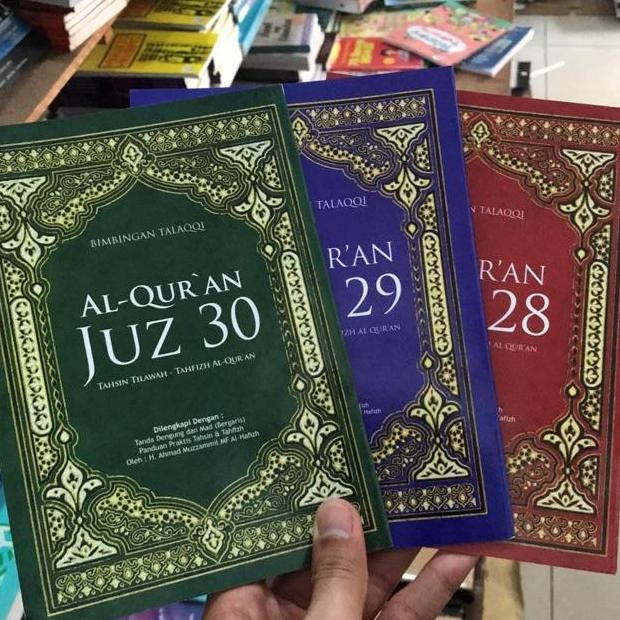 BIMBINGAN TALAQQI
AL-QUR`AN
JUZ 30
TAHSIN TILAWAH - TAHFIZH AL-QUR'AN
Dilengkapi Dengan :
Tanda Dengung dan Mad (Bergaris)
Panduan Praktis Tahsin & Tahfizh
Oleh : H. Ahmad Muzzammil MF Al-Hafizh
TALAQQI
R'AN
29
AL QUR'AN
Hafizh
TALAQQI
R'AN
28
AL QUR'AN